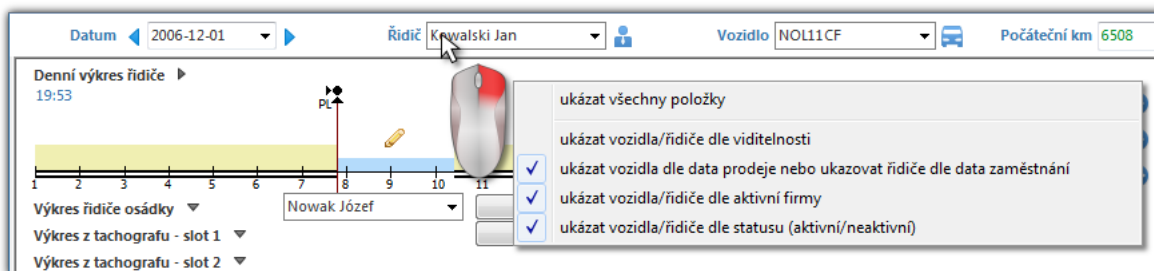 Datum 2006-12-01 Řidič Kowalski Jan Vozidlo NOL11CF Počáteční km 6508
Denní výkres řidiče
19:53
PL
ukázat všechny položky
ukázat vozidla/řidiče dle viditelnosti
ukázat vozidla dle data prodeje nebo ukazovat řidiče dle data zaměstnání
ukázat vozidla/řidiče dle aktivní firmy
ukázat vozidla/řidiče dle statusu (aktivní/neaktivní)
1 2 3 4 5 6 7 8 9 10 11
Výkres řidiče osádky Nowak Józef
Výkres z tachografu - slot 1
Výkres z tachografu - slot 2